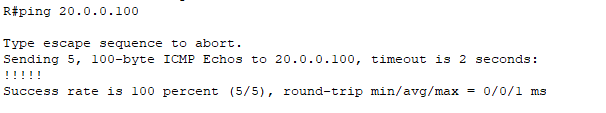 R#ping 20.0.0.100
Type escape sequence to abort.
Sending 5, 100-byte ICMP Echos to 20.0.0.100, timeout is 2 seconds:
!!!!!
Success rate is 100 percent (5/5), round-trip min/avg/max = 0/0/1 ms